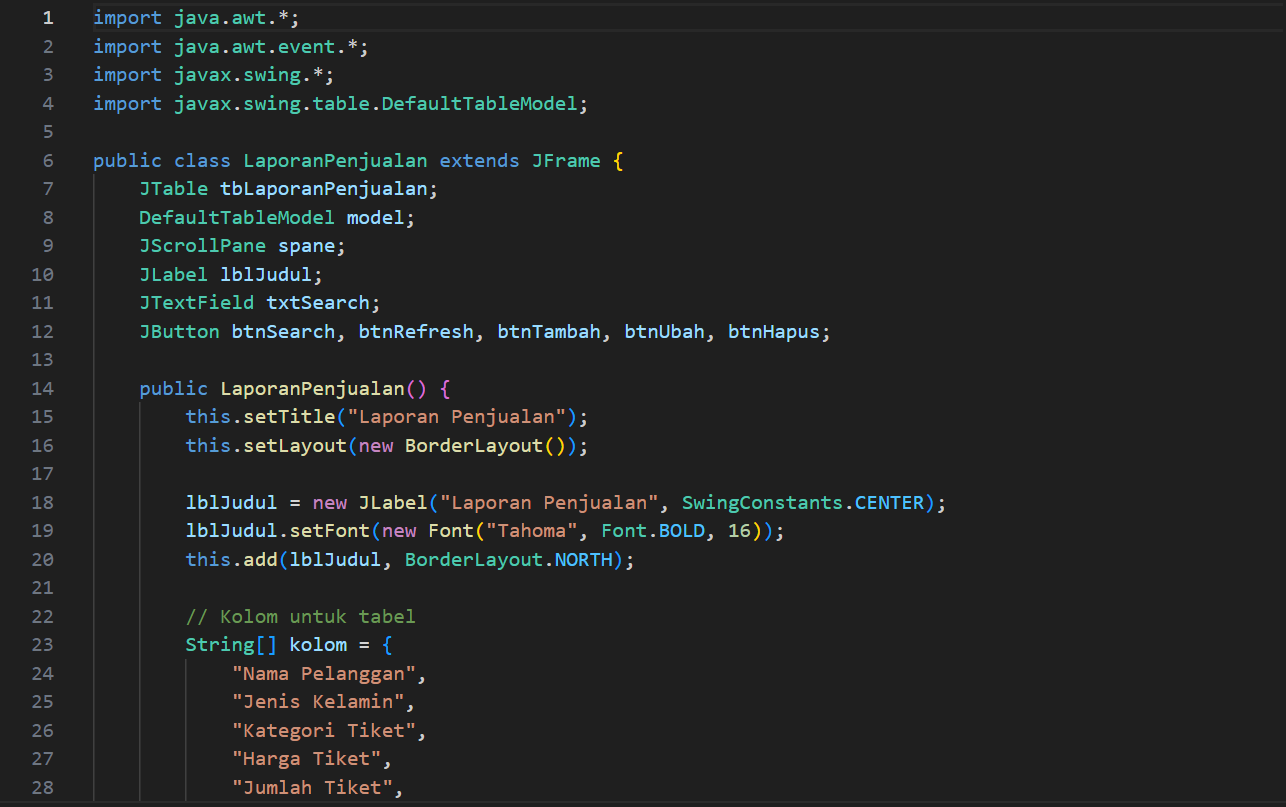 1 import java.awt.*;
2 import java.awt.event.*;
3 import javax.swing.*;
4 import javax.swing.table.DefaultTableModel;
5
6 public class LaporanPenjualan extends JFrame {
7     JTable tbLaporanPenjualan;
8     DefaultTableModel model;
9     JScrollPane spane;
10     JLabel lblJudul;
11     JTextField txtSearch;
12     JButton btnSearch, btnRefresh, btnTambah, btnUbah, btnHapus;
13
14     public LaporanPenjualan() {
15         this.setTitle("Laporan Penjualan");
16         this.setLayout(new BorderLayout());
17
18         lblJudul = new JLabel("Laporan Penjualan", SwingConstants.CENTER);
19         lblJudul.setFont(new Font("Tahoma", Font.BOLD, 16));
20         this.add(lblJudul, BorderLayout.NORTH);
21
22         // Kolom untuk tabel
23         String[] kolom = {
24             "Nama Pelanggan",
25             "Jenis Kelamin",
26             "Kategori Tiket",
27             "Harga Tiket",
28             "Jumlah Tiket",